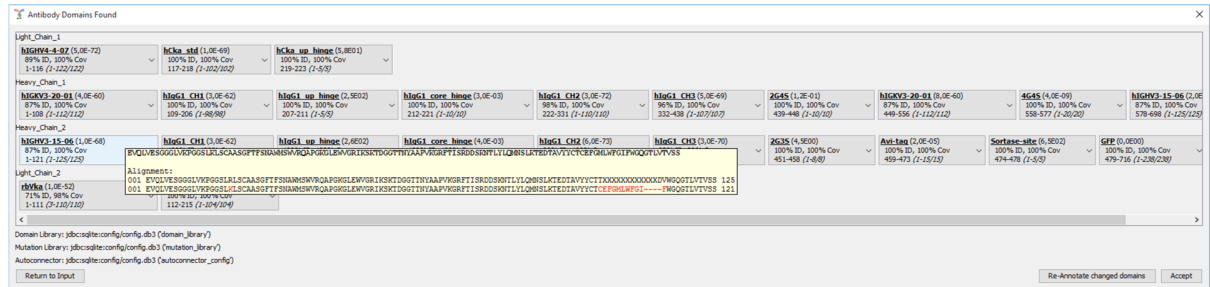 Antibody Domains Found
Light_Chain_1
hIGHV4-4-07 (5,0E-72) hCka_std (1,0E-69) hCka_up_hinge (5,8E01)
89% ID, 100% Cov 100% ID, 100% Cov 100% ID, 100% Cov
1-116 (1-122/122) 117-218 (1-102/102) 219-223 (1-5/5)
Heavy_Chain_1
hIGKV3-20-01 (4,0E-60) hIgG1_CH1 (3,0E-62) hIgG1_up_hinge (2,5E02) hIgG1_core_hinge (3,0E-03) hIgG1_CH2 (3,0E-72) hIgG1_CH3 (5,0E-69) 2G4S (1,2E-01) hIGKV3-20-01 (8,0E-60) 4G4S (4,0E-09) hIGHV3-15-06 (2,0E
87% ID, 100% Cov 100% ID, 100% Cov 100% ID, 100% Cov 100% ID, 100% Cov 98% ID, 100% Cov 96% ID, 100% Cov 100% ID, 100% Cov 87% ID, 100% Cov 100% ID, 100% Cov 87% ID, 100% Cov
1-108 (1-112/112) 109-206 (1-98/98) 207-211 (1-5/5) 212-221 (1-10/10) 222-331 (1-110/110) 332-438 (1-107/107) 439-448 (1-10/10) 449-556 (1-112/112) 558-577 (1-20/20) 578-698 (1-125/125)
Heavy_Chain_2
hIGHV3-15-06 (1,0E-68) hIgG1_CH1 (3,0E-62) hIgG1_up_hinge (2,6E02) hIgG1_core_hinge (4,0E-03) hIgG1_CH2 (6,0E-73) hIgG1_CH3 (3,0E-70) 2G3S (4,5E00) Avi-tag (2,0E-05) Sortase-site (6,5E02) GFP (0,0E00)
87% ID, 100% Cov 100% ID, 100% Cov 100% ID, 100% Cov 100% ID, 100% Cov 100% ID, 100% Cov
1-121 (1-125/125) 451-458 (1-8/8) 459-473 (1-15/15) 474-478 (1-5/5) 479-716 (1-238/238)
EVQLVESGGGLVKPGGSLRLSCAASGFTFSNAWMSWVRQAPGKGLEWVGRIKSKTDGGTTNYAAPVKGRFTISRDDSKNTLYLQMNSLKTEDTAVYYCTCEFGMLWFGIFWGQGTLVTVSS
Alignment:
001 EVQLVESGGGLVKPGGSLRLSCAASGFTFSNAWMSWVRQAPGKGLEWVGRIKSKTDGGTTNYAAPVKGRFTISRDDSKNTLYLQMNSLKTEDTAVYYCTTXXXXXXXXXXXXDVWGQGTLVTVSS 125
001 EVQLVESGGGLVKPGGSLKLSCAASGFTFSNAWMSWVRQAPGKGLEWVGRIKSKTDGGTTNYAAPVKGRFTISRDDSKNTLYLQMNSLKTEDTAVYYCTCEFGMLWFGI----FWGQGTLVTVSS 121
Light_Chain_2
rbVka (1,0E-52)
71% ID, 98% Cov
1-111 (3-110/110) 112-215 (1-104/104)
Domain Library: jdbc:sqlite:config/config.db3 ('domain_library')
Mutation Library: jdbc:sqlite:config/config.db3 ('mutation_library')
Autoconnector: jdbc:sqlite:config/config.db3 ('autoconnector_config')
Return to Input Re-Annotate changed domains Accept